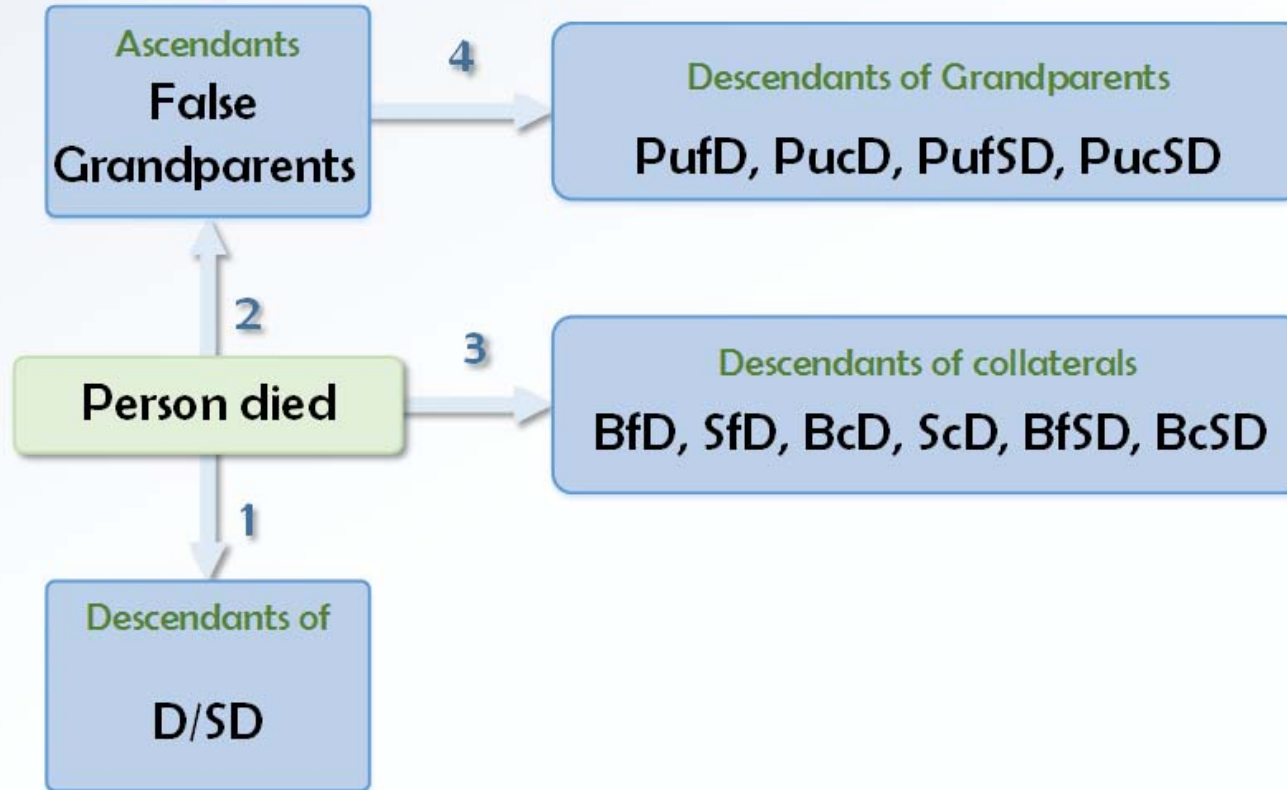 Ascendants
False
Grandparents
4
Descendants of Grandparents
PufD, PucD, PufSD, PucSD
2
Person died
3
Descendants of collaterals
BfD, SfD, BcD, ScD, BfSD, BcSD
1
Descendants of
D/SD